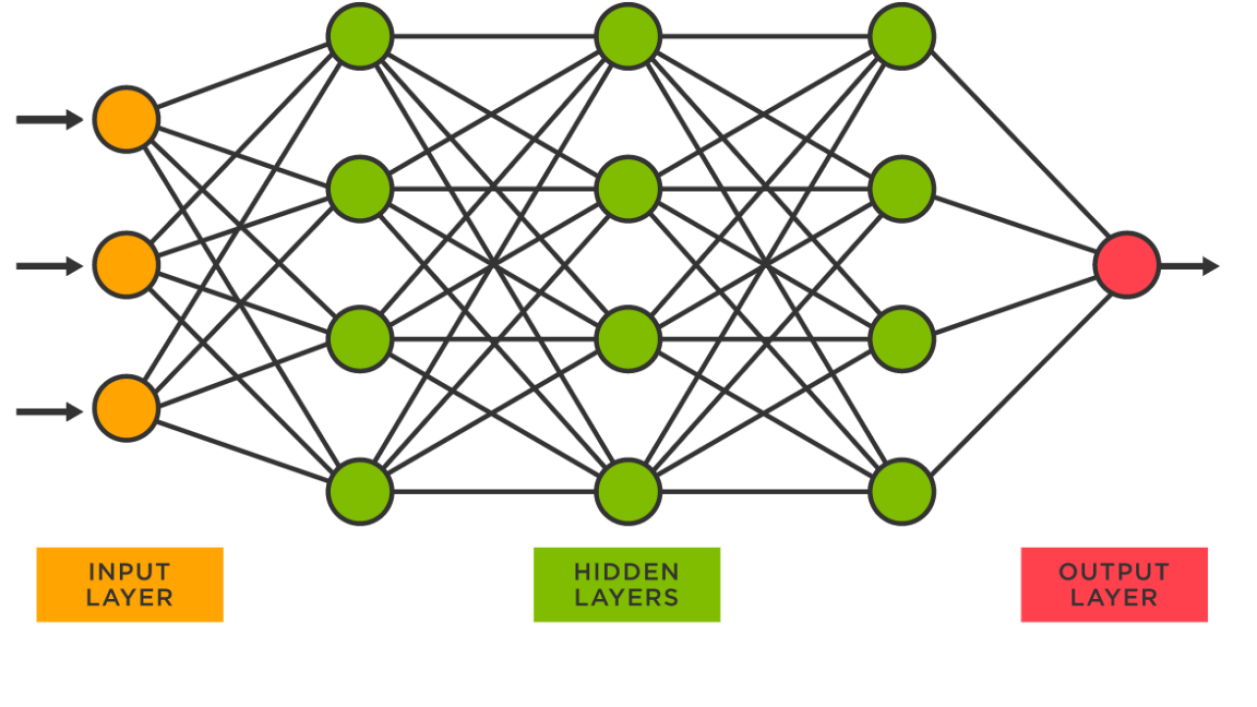 INPUT
LAYER
HIDDEN
LAYERS
OUTPUT
LAYER